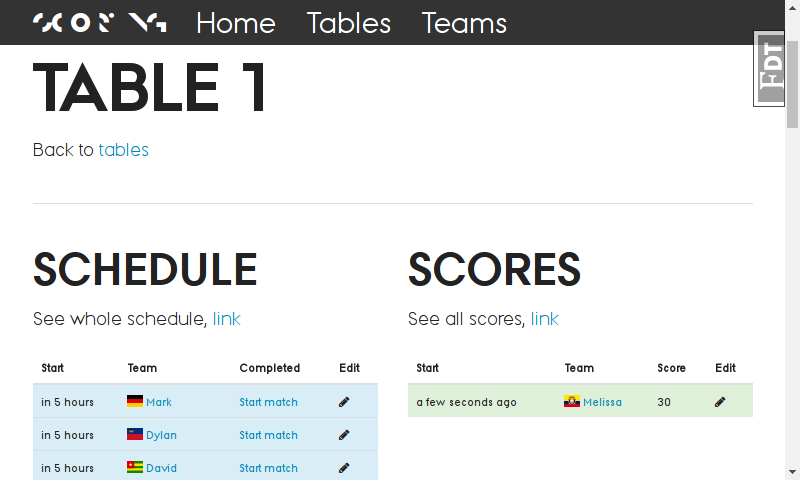 SCORING Home Tables Teams
FDT
TABLE 1
Back to tables
SCHEDULE
See whole schedule, link
Start Team Completed Edit
in 5 hours Mark Start match
in 5 hours Dylan Start match
in 5 hours David Start match
SCORES
See all scores, link
Start Team Score Edit
a few seconds ago Melissa 30